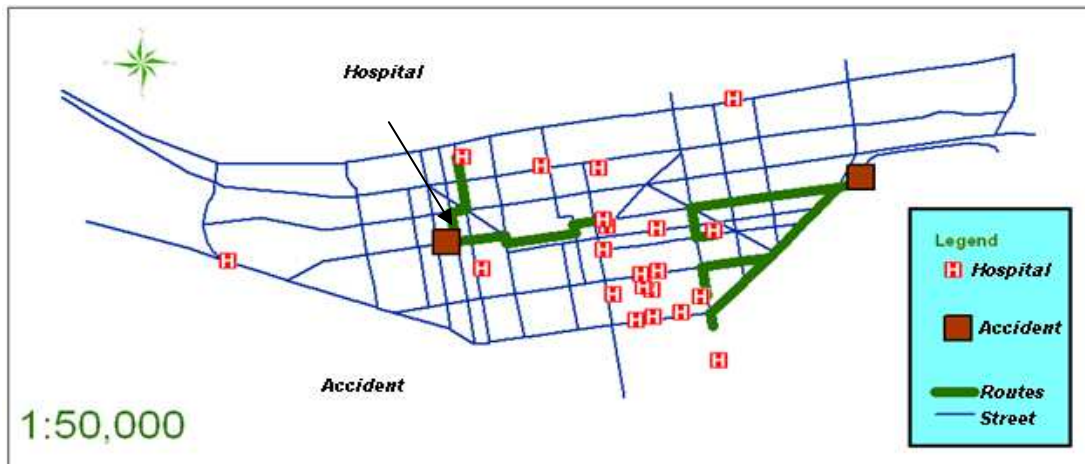 Hospital
Accident
1:50,000
Legend
H Hospital
Accident
Routes
Street